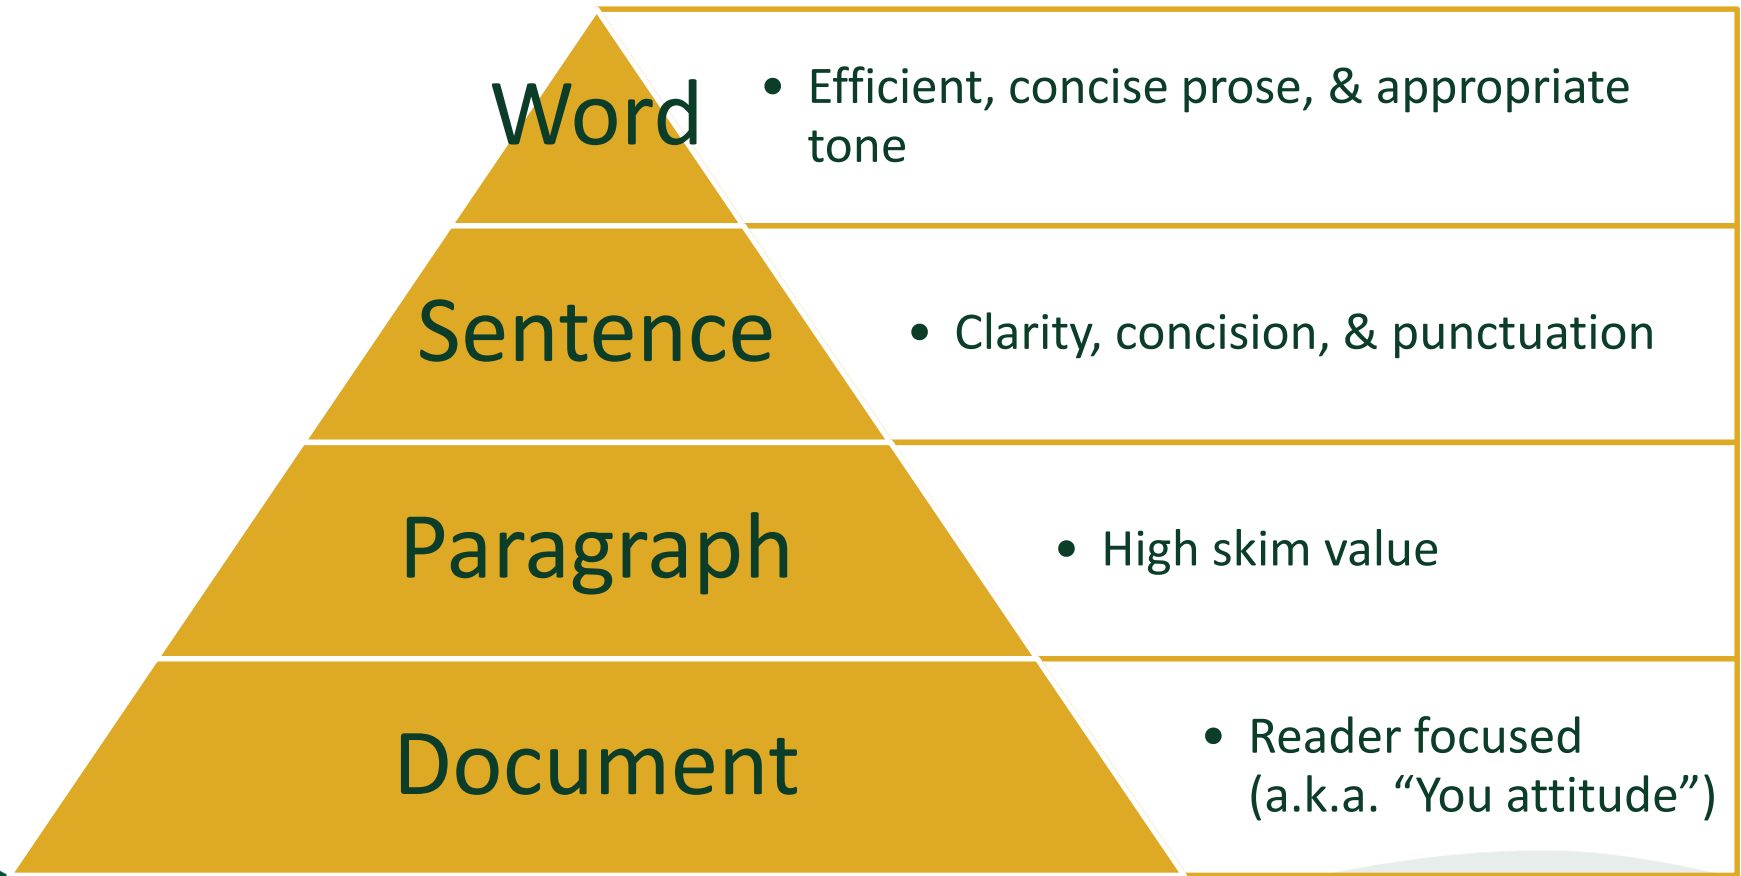 Word
• Efficient, concise prose, & appropriate
tone
Sentence
• Clarity, concision, & punctuation
Paragraph
• High skim value
Document
• Reader focused
(a.k.a. “You attitude”)